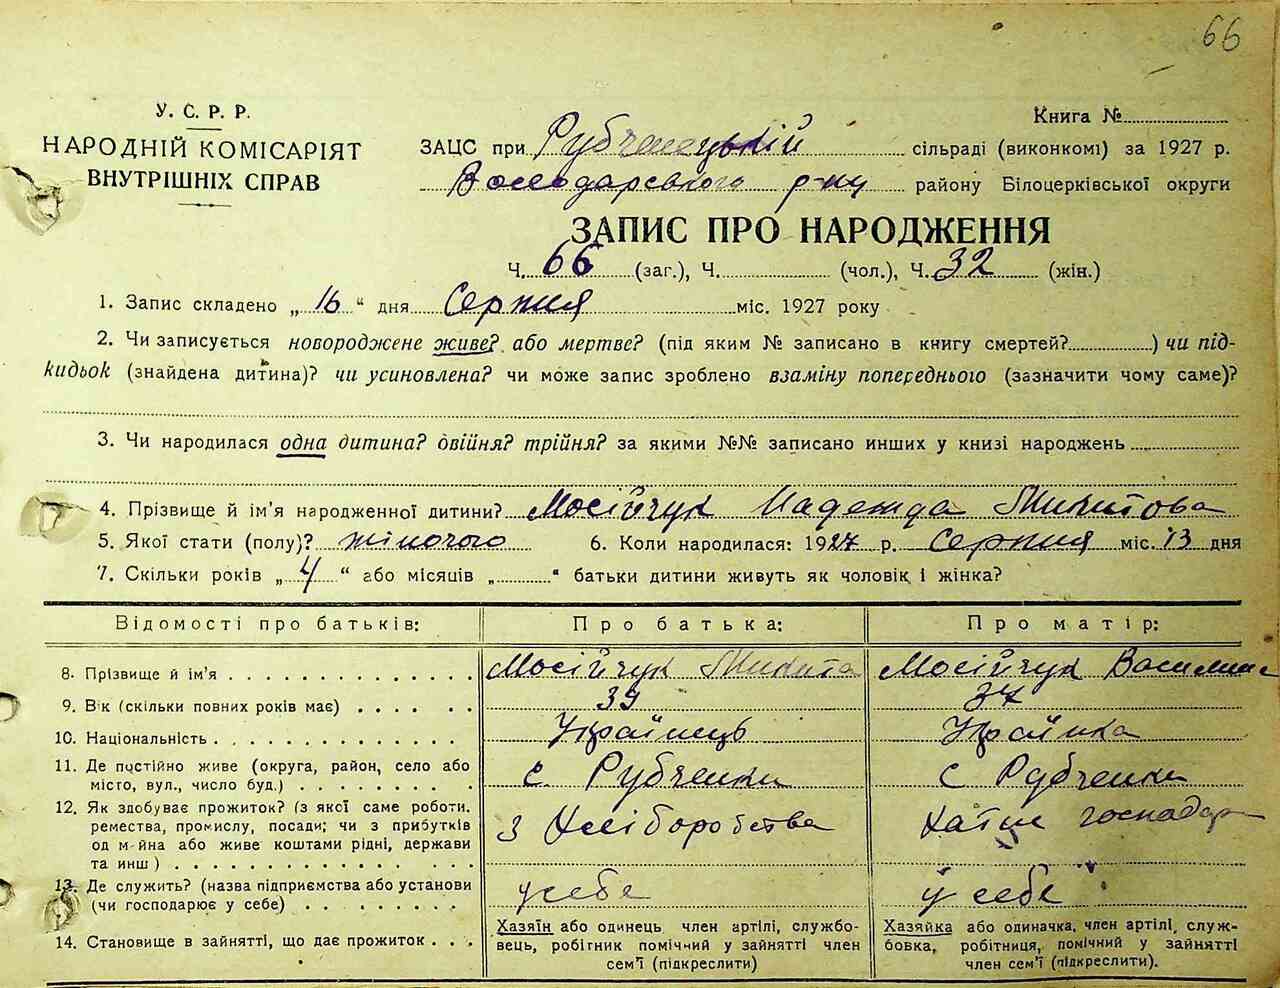 66
У. С. Р. Р.
НАРОДНІЙ КОМІСАРІЯТ
ВНУТРІШНІХ СПРАВ
Книга №
ЗАЦС при Рубченецькій сільраді (виконкомі) за 1927 р.
Володарського р-ну району Білоцерківської округи
ЗАПИС ПРО НАРОДЖЕННЯ
Ч. 66 (заг.), Ч. (чол.), Ч. 32 (жін.)
1. Запис складено „16“ дня Серпня міс. 1927 року
2. Чи записується новороджене живе? або мертве? (під яким № записано в книгу смертей? ) чи під-
кидьок (знайдена дитина)? чи усиновлена? чи може запис зроблено взаміну попереднього (зазначити чому саме)?
3. Чи народилася одна дитина? двійня? трійня? за якими №№ записано инших у книзі народжень
4. Прізвище й ім’я народженної дитини? Мосійчук Надежда Микитова
5. Якої стати (полу)? жіночого 6. Коли народилася: 1927 р. Серпня міс. 13 дня
7. Скільки років „4“ або місяців „ “ батьки дитини живуть як чоловік і жінка?
Відомості про батьків: Про батька: Про матір:
8. Прізвище й ім’я Мосійчук Микита Мосійчук Василина
9. Вік (скільки повних років має) 39 37
10. Національність Українець Українка
11. Де постійно живе (округа, район, село або
місто, вул., число буд.) с Рубченки с Рубченки
12. Як здобуває прожиток? (з якої саме роботи,
ремества, промислу, посади; чи з прибутків
од майна або живе коштами рідні, держави
та инш) з Хліборобства хатнє господар
13. Де служить? (назва підприємства або установи
(чи господарює у себе) у себе у себе
14. Становище в зайнятті, що дає прожиток
Хазяїн або одинець член артілі, службо-
вець, робітник помічний у зайнятті член
сем’ї (підкреслити)
Хазяйка або одиначка, член артілі, служ-
бовка, робітниця, помічний у зайнятті
член сем’ї (підкреслити).